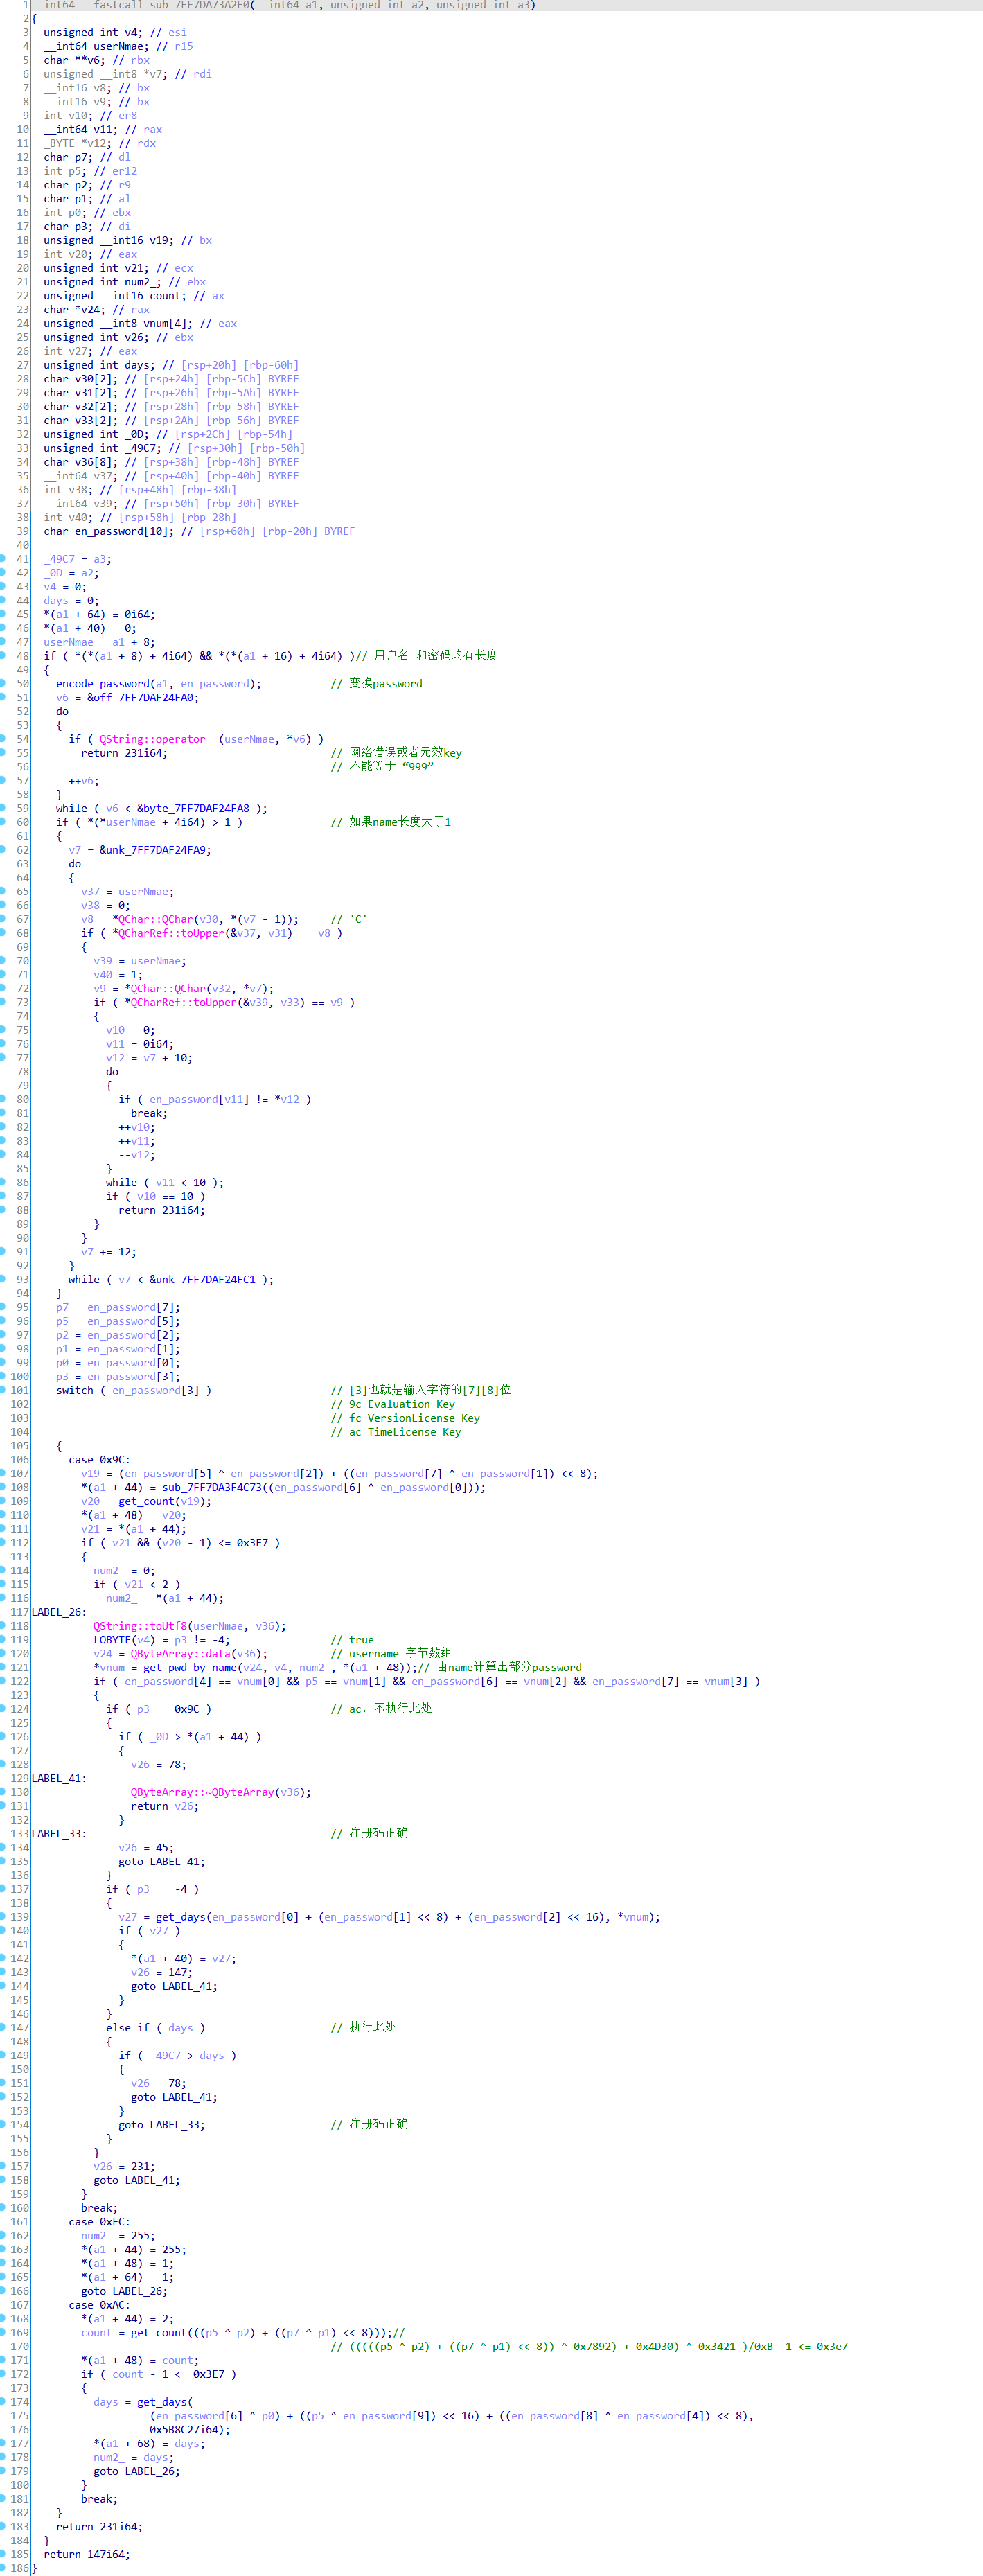 1 __int64 __fastcall sub_7FF7DA73A2E0(__int64 a1, unsigned int a2, unsigned int a3)
2 {
3 unsigned int v4; // esi
4 __int64 userNmae; // r15
5 char **v6; // rbx
6 unsigned __int8 *v7; // rdi
7 __int16 v8; // bx
8 __int16 v9; // bx
9 int v10; // er8
10 __int64 v11; // rax
11 _BYTE *v12; // rdx
12 char p7; // dl
13 int p5; // er12
14 char p2; // r9
15 char p1; // al
16 int p0; // ebx
17 char p3; // di
18 unsigned __int16 v19; // bx
19 int v20; // eax
20 unsigned int v21; // ecx
21 unsigned int num2_; // ebx
22 unsigned __int16 count; // ax
23 char *v24; // rax
24 unsigned __int8 vnum[4]; // eax
25 unsigned int v26; // ebx
26 int v27; // eax
27 unsigned int days; // [rsp+20h] [rbp-60h]
28 char v30[2]; // [rsp+24h] [rbp-5Ch] BYREF
29 char v31[2]; // [rsp+26h] [rbp-5Ah] BYREF
30 char v32[2]; // [rsp+28h] [rbp-58h] BYREF
31 char v33[2]; // [rsp+2Ah] [rbp-56h] BYREF
32 unsigned int _0D; // [rsp+2Ch] [rbp-54h]
33 unsigned int _49C7; // [rsp+30h] [rbp-50h]
34 char v36[8]; // [rsp+38h] [rbp-48h] BYREF
35 __int64 v37; // [rsp+40h] [rbp-40h] BYREF
36 int v38; // [rsp+48h] [rbp-38h]
37 __int64 v39; // [rsp+50h] [rbp-30h] BYREF
38 int v40; // [rsp+58h] [rbp-28h]
39 char en_password[10]; // [rsp+60h] [rbp-20h] BYREF
40
41 _49C7 = a3;
42 _0D = a2;
43 v4 = 0;
44 days = 0;
45 *(a1 + 64) = 0i64;
46 *(a1 + 40) = 0;
47 userNmae = a1 + 8;
48 if ( *(*(a1 + 8) + 4i64) && *(*(a1 + 16) + 4i64) )// 用户名 和密码均有长度
49 {
50 encode_password(a1, en_password); // 变换password
51 v6 = &off_7FF7DAF24FA0;
52 do
53 {
54 if ( QString::operator==(userNmae, *v6) )
55 return 231i64; // 网络错误或者无效key
56 // 不能等于 “999”
57 ++v6;
58 }
59 while ( v6 < &byte_7FF7DAF24FA8 );
60 if ( *(*userNmae + 4i64) > 1 ) // 如果name长度大于1
61 {
62 v7 = &unk_7FF7DAF24FA9;
63 do
64 {
65 v37 = userNmae;
66 v38 = 0;
67 v8 = *QChar::QChar(v30, *(v7 - 1)); // 'C'
68 if ( *QCharRef::toUpper(&v37, v31) == v8 )
69 {
70 v39 = userNmae;
71 v40 = 1;
72 v9 = *QChar::QChar(v32, *v7);
73 if ( *QCharRef::toUpper(&v39, v33) == v9 )
74 {
75 v10 = 0;
76 v11 = 0i64;
77 v12 = v7 + 10;
78 do
79 {
80 if ( en_password[v11] != *v12 )
81 break;
82 ++v10;
83 ++v11;
84 --v12;
85 }
86 while ( v11 < 10 );
87 if ( v10 == 10 )
88 return 231i64;
89 }
90 }
91 v7 += 12;
92 }
93 while ( v7 < &unk_7FF7DAF24FC1 );
94 }
95 p7 = en_password[7];
96 p5 = en_password[5];
97 p2 = en_password[2];
98 p1 = en_password[1];
99 p0 = en_password[0];
100 p3 = en_password[3];
101 switch ( en_password[3] ) // [3]也就是输入字符的[7][8]位
102 // 9c Evaluation Key
103 // fc VersionLicense Key
104 // ac TimeLicense Key
105 {
106 case 0x9C:
107 v19 = (en_password[5] ^ en_password[2]) + ((en_password[7] ^ en_password[1]) << 8);
108 *(a1 + 44) = sub_7FF7DA3F4C73((en_password[6] ^ en_password[0]));
109 v20 = get_count(v19);
110 *(a1 + 48) = v20;
111 v21 = *(a1 + 44);
112 if ( v21 && (v20 - 1) <= 0x3E7 )
113 {
114 num2_ = 0;
115 if ( v21 < 2 )
116 num2_ = *(a1 + 44);
117 LABEL_26:
118 QString::toUtf8(userNmae, v36);
119 LOBYTE(v4) = p3 != -4; // true
120 v24 = QByteArray::data(v36); // username 字节数组
121 *vnum = get_pwd_by_name(v24, v4, num2_, *(a1 + 48));// 由name计算出部分password
122 if ( en_password[4] == vnum[0] && p5 == vnum[1] && en_password[6] == vnum[2] && en_password[7] == vnum[3] )
123 {
124 if ( p3 == 0x9C ) // ac，不执行此处
125 {
126 if ( _0D > *(a1 + 44) )
127 {
128 v26 = 78;
129 LABEL_41:
130 QByteArray::~QByteArray(v36);
131 return v26;
132 }
133 LABEL_33: // 注册码正确
134 v26 = 45;
135 goto LABEL_41;
136 }
137 if ( p3 == -4 )
138 {
139 v27 = get_days(en_password[0] + (en_password[1] << 8) + (en_password[2] << 16), *vnum);
140 if ( v27 )
141 {
142 *(a1 + 40) = v27;
143 v26 = 147;
144 goto LABEL_41;
145 }
146 }
147 else if ( days ) // 执行此处
148 {
149 if ( _49C7 > days )
150 {
151 v26 = 78;
152 goto LABEL_41;
153 }
154 goto LABEL_33; // 注册码正确
155 }
156 }
157 v26 = 231;
158 goto LABEL_41;
159 }
160 break;
161 case 0xFC:
162 num2_ = 255;
163 *(a1 + 44) = 255;
164 *(a1 + 48) = 1;
165 *(a1 + 64) = 1;
166 goto LABEL_26;
167 case 0xAC:
168 *(a1 + 44) = 2;
169 count = get_count(((p5 ^ p2) + ((p7 ^ p1) << 8)));//
170 // (((((p5 ^ p2) + ((p7 ^ p1) << 8)) ^ 0x7892) + 0x4D30) ^ 0x3421 )/0xB -1 <= 0x3e7
171 *(a1 + 48) = count;
172 if ( count - 1 <= 0x3E7 )
173 {
174 days = get_days(
175 (en_password[6] ^ p0) + ((p5 ^ en_password[9]) << 16) + ((en_password[8] ^ en_password[4]) << 8),
176 0x5B8C27i64);
177 *(a1 + 68) = days;
178 num2_ = days;
179 goto LABEL_26;
180 }
181 break;
182 }
183 return 231i64;
184 }
185 return 147i64;
186 }